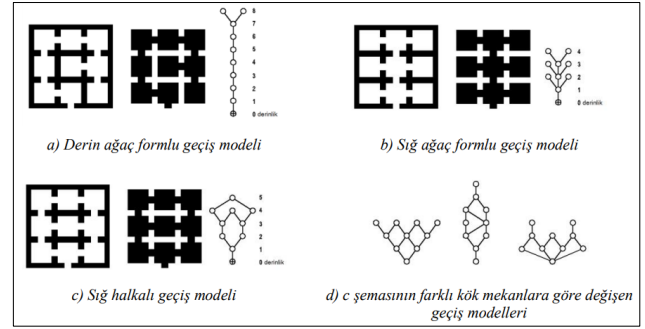 8
7
6
5
4
3
2
1
0 derinlik
a) Derin ağaç formlu geçiş modeli
4
3
2
1
0 derinlik
b) Sığ ağaç formlu geçiş modeli
5
4
3
2
1
0 derinlik
c) Sığ halkalı geçiş modeli
d) c şemasının farklı kök mekanlara göre değişen
geçiş modelleri